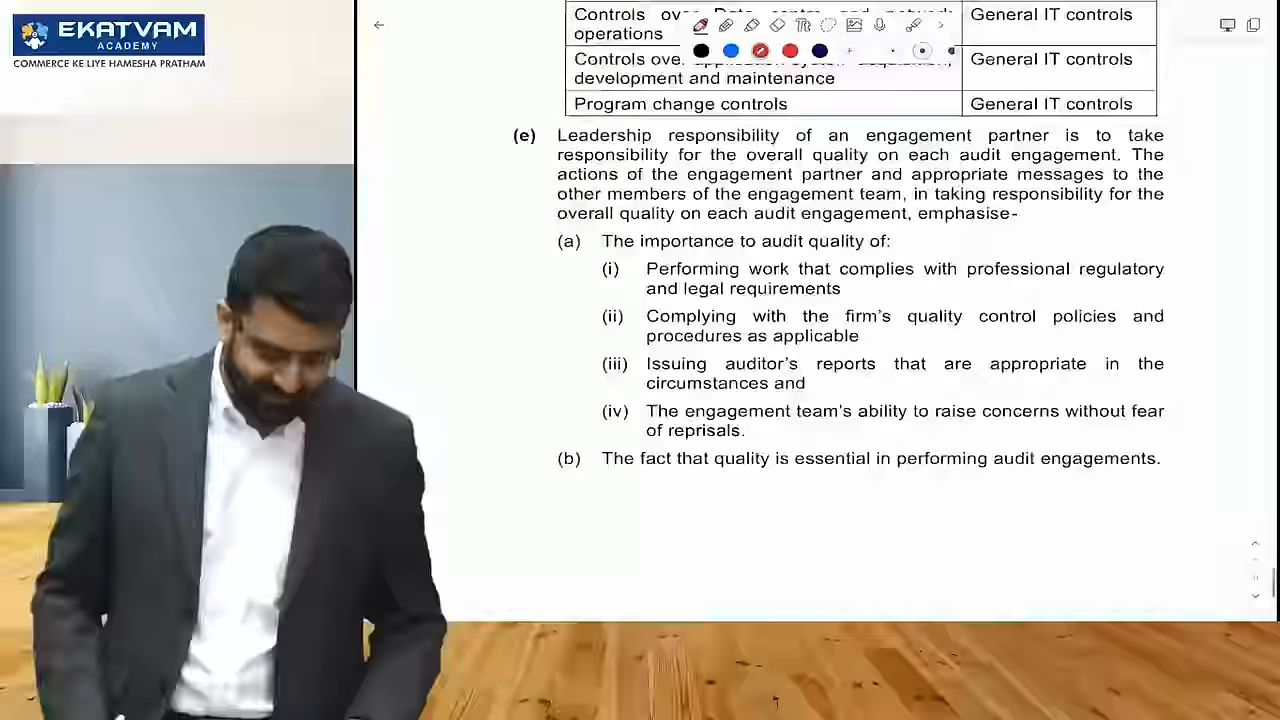 EKATVAM
ACADEMY
COMMERCE KE LIYE HAMESHA PRATHAM
Controls General IT controls
operations
Controls General IT controls
development and maintenance
Program change controls General IT controls
(e) Leadership responsibility of an engagement partner is to take
responsibility for the overall quality on each audit engagement. The
actions of the engagement partner and appropriate messages to the
other members of the engagement team, in taking responsibility for the
overall quality on each audit engagement, emphasise-
(a) The importance to audit quality of:
(i) Performing work that complies with professional regulatory
and legal requirements
(ii) Complying with the firm's quality control policies and
procedures as applicable
(iii) Issuing auditor's reports that are appropriate in the
circumstances and
(iv) The engagement team's ability to raise concerns without fear
of reprisals.
(b) The fact that quality is essential in performing audit engagements.